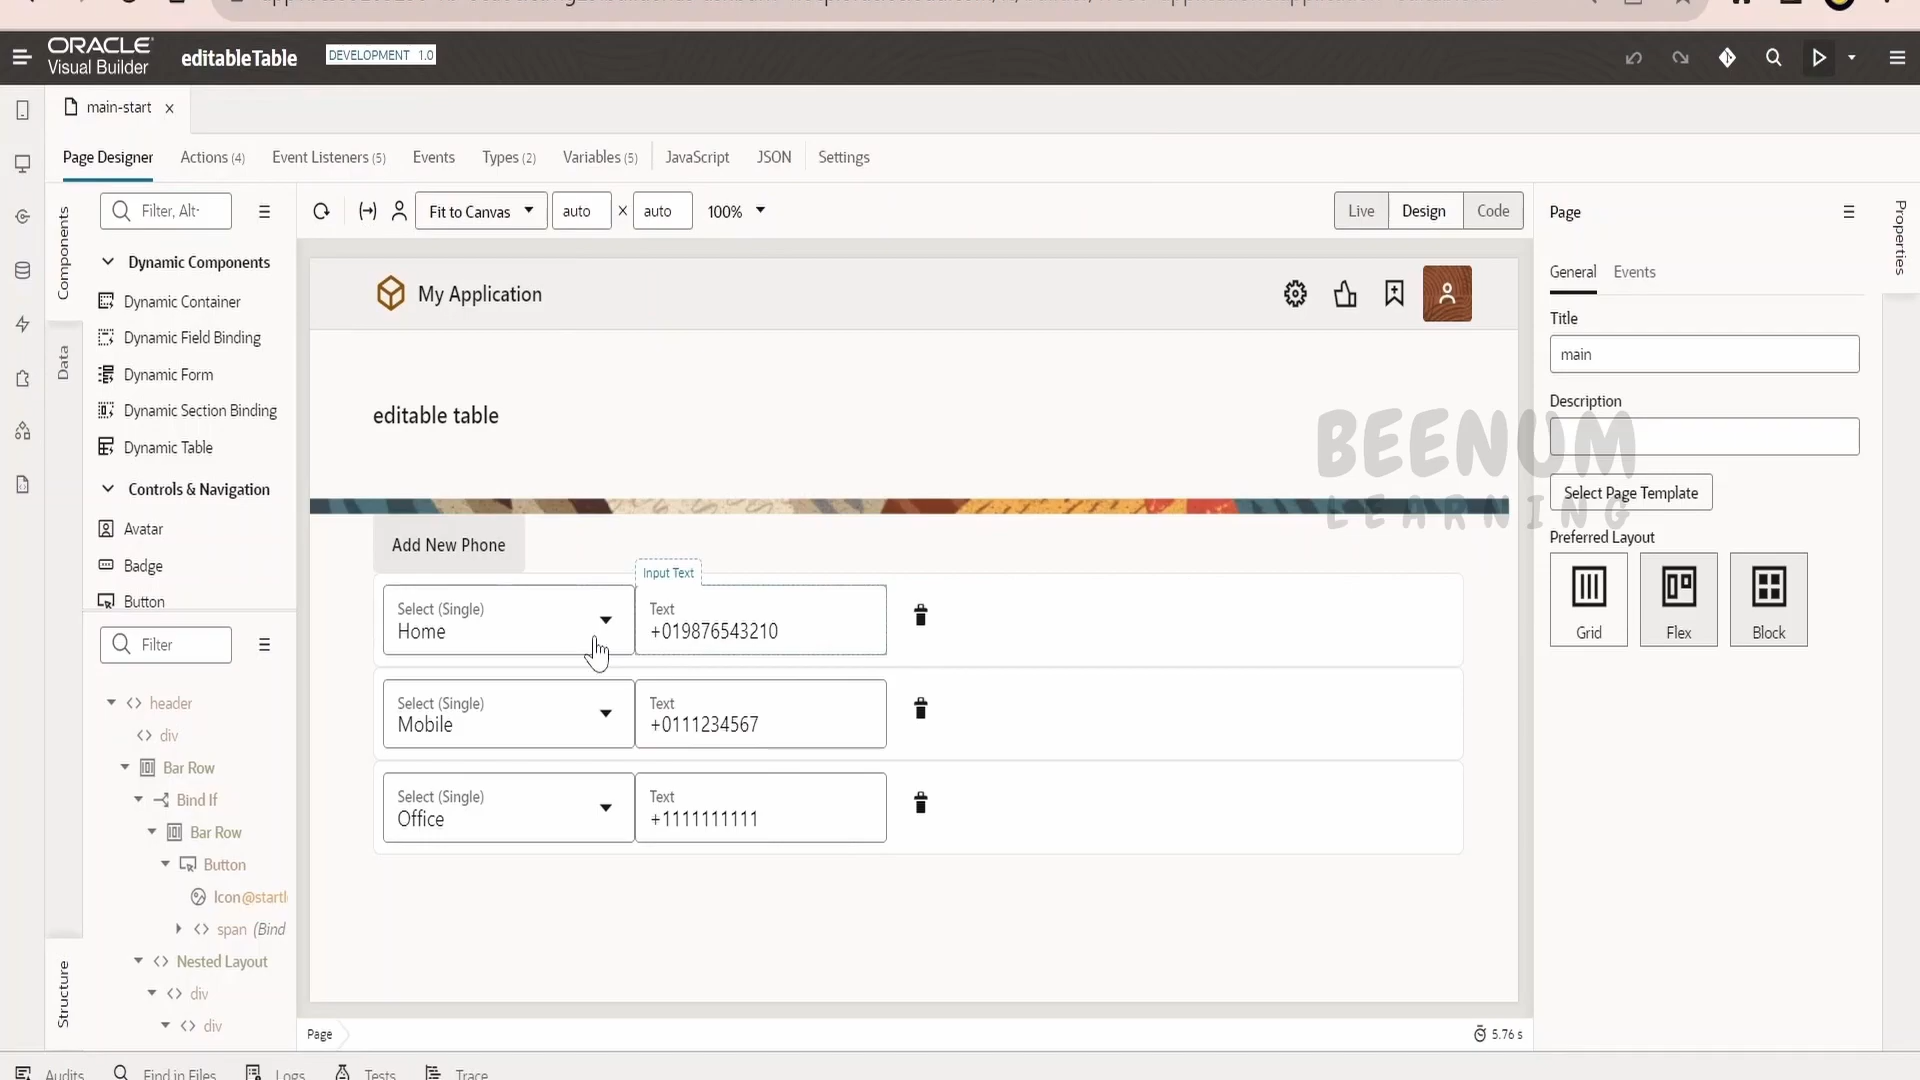 ORACLE
Visual Builder
editableTable
DEVELOPMENT 1.0
main-start
Page Designer
Actions (4)
Event Listeners (5)
Events
Types (2)
Variables (5)
JavaScript
JSON
Settings
Components
Data
Structure
Filter, Alt-
Dynamic Components
Dynamic Container
Dynamic Field Binding
Dynamic Form
Dynamic Section Binding
Dynamic Table
Controls & Navigation
Avatar
Badge
Button
Filter
header
div
Bar Row
Bind If
Bar Row
Button
Icon@startI
span (Bind
Nested Layout
div
div
Fit to Canvas
auto
x
auto
100%
Live
Design
Code
My Application
editable table
Add New Phone
Input Text
Select (Single)
Home
Text
+019876543210
Select (Single)
Mobile
Text
+0111234567
Select (Single)
Office
Text
+1111111111
Page
5.76 s
Page
Properties
General
Events
Title
main
Description
BEENUM
LEARNING
Select Page Template
Preferred Layout
Grid
Flex
Block
Audits
Find in Files
Logs
Tests
Trace